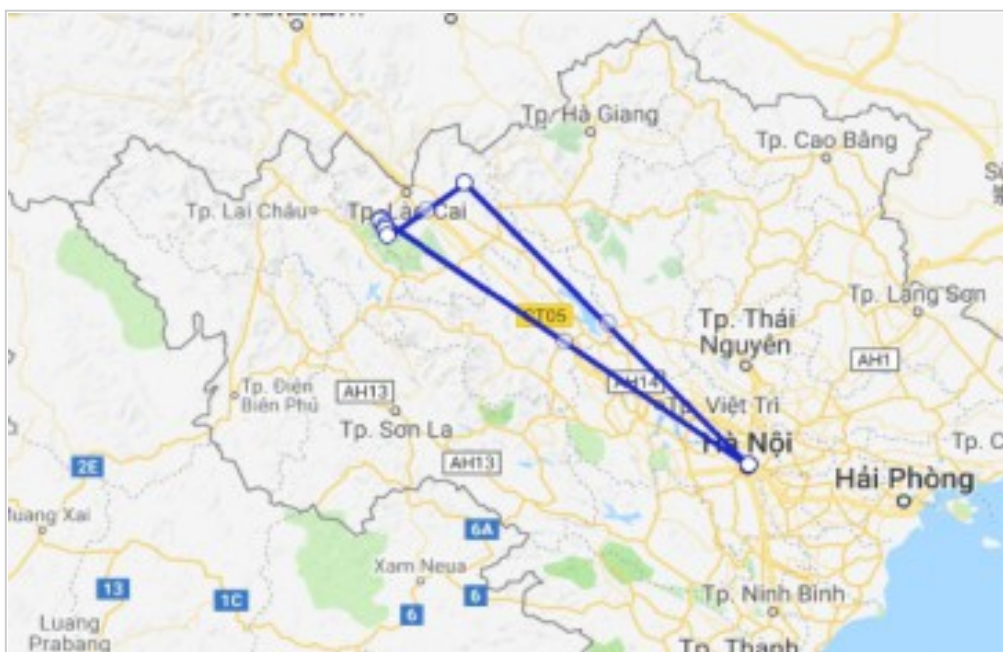 Tp. Hà Giang
Tp. Cao Bằng
Tp. Lai Châu
Tp. Lào Cai
Tp. Lạng Sơn
CT05
Tp. Thái
Nguyên
AH1
AH14
Tp. Điện
Biên Phủ
AH13
Tp. Việt Trì
Tp. Sơn La
Hà Nội
AH13
2E
Hải Phòng
Muang Xai
6A
Xam Neua
13
1C
6
6
Tp. Ninh Bình
Luang
Prabang
Tp. Thanh